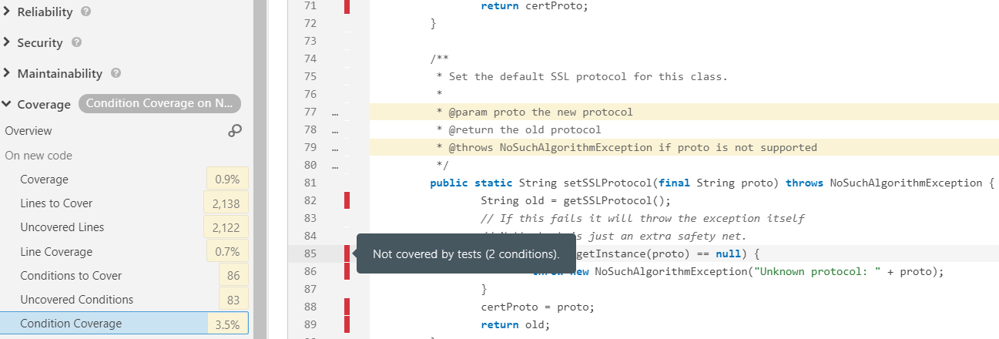 Reliability ?
Security ?
Maintainability ?
Coverage Condition Coverage on N...
Overview
On new code
Coverage 0.9%
Lines to Cover 2,138
Uncovered Lines 2,122
Line Coverage 0.7%
Conditions to Cover 86
Uncovered Conditions 83
Condition Coverage 3.5%
71 return certProto;
72 }
73
74 /**
75 * Set the default SSL protocol for this class.
76 *
77 ... * @param proto the new protocol
78 ... * @return the old protocol
79 ... * @throws NoSuchAlgorithmException if proto is not supported
80 ... */
81 public static String setSSLProtocol(final String proto) throws NoSuchAlgorithmException {
82 String old = getSSLProtocol();
83 // If this fails it will throw the exception itself
84 is just an extra safety net.
85 getInstance(proto) == null) {
Not covered by tests (2 conditions).
86 throw new NoSuchAlgorithmException("Unknown protocol: " + proto);
87 }
88 certProto = proto;
89 return old;